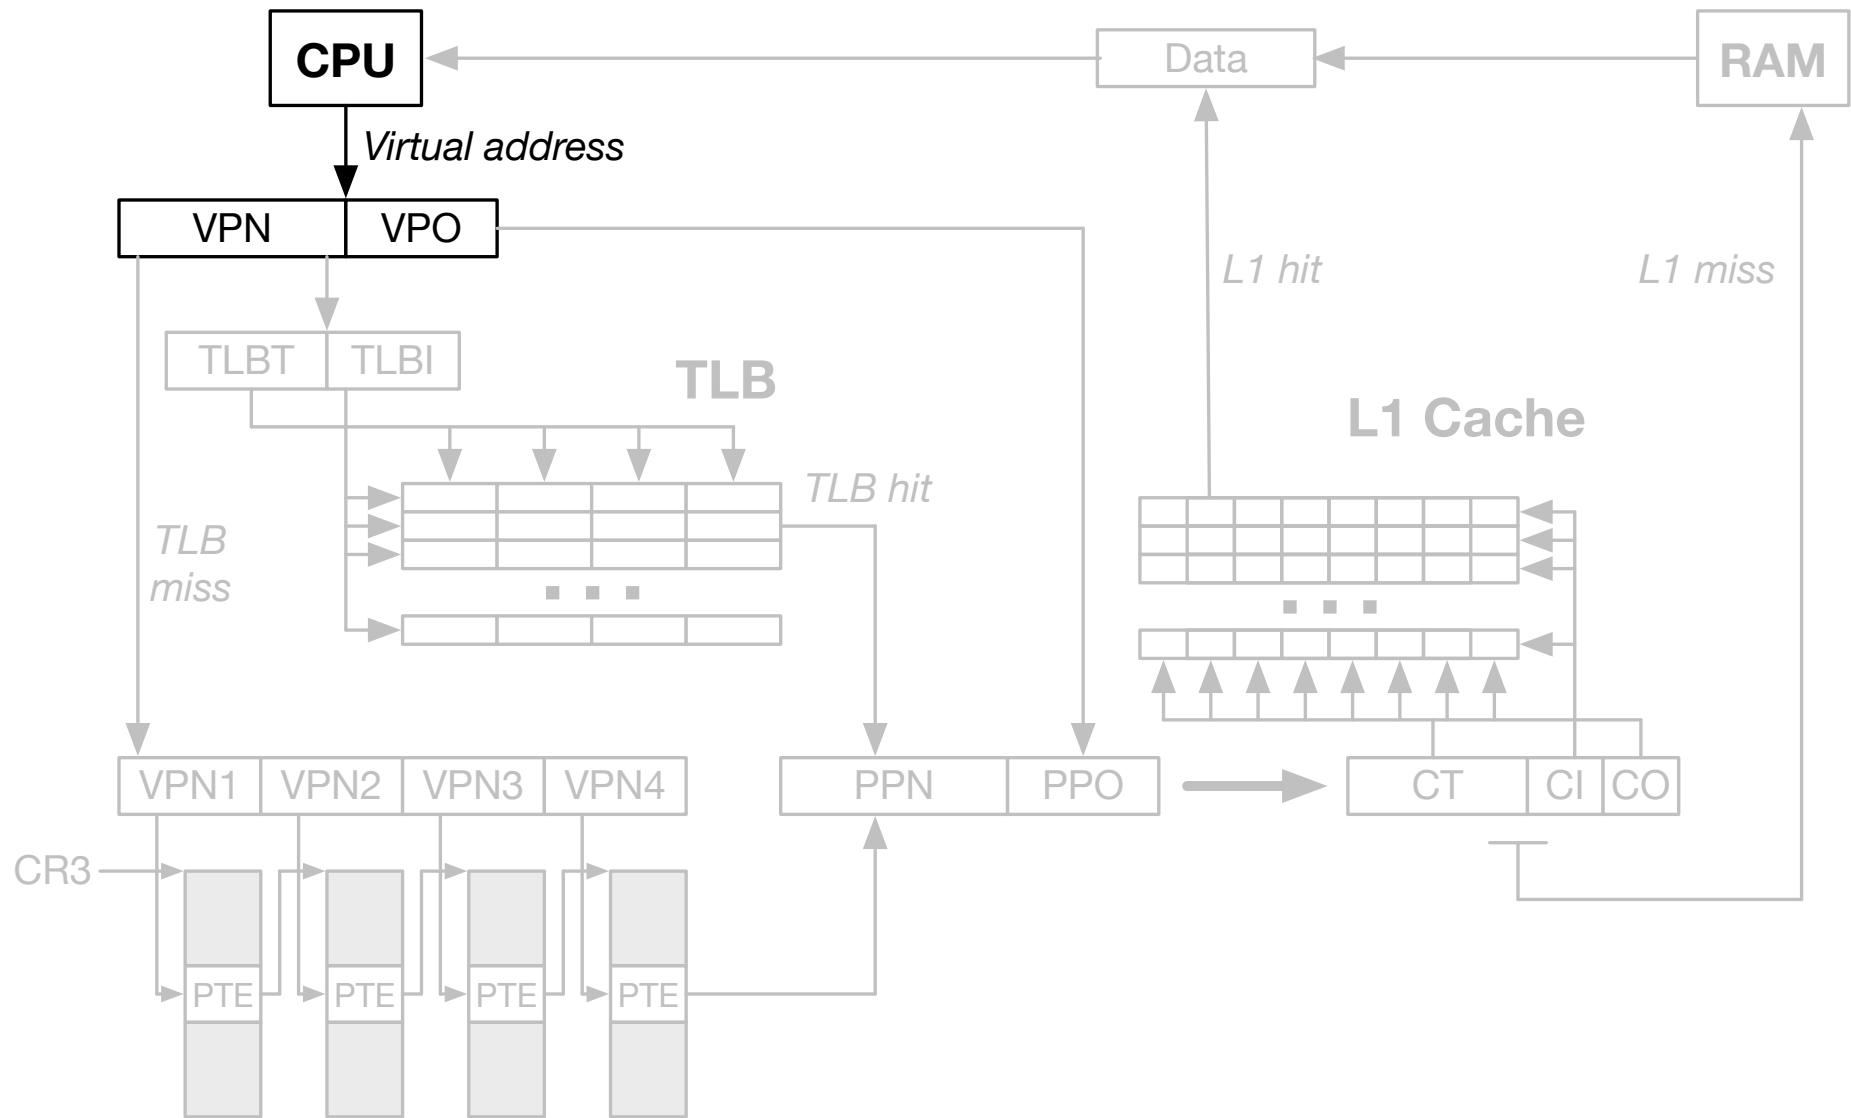 CPU
Data
RAM
Virtual address
VPN VPO
L1 hit
L1 miss
TLBT TLBI
TLB
L1 Cache
TLB hit
TLB
miss
VPN1 VPN2 VPN3 VPN4
PPN PPO
CT CI CO
CR3
PTE PTE PTE PTE